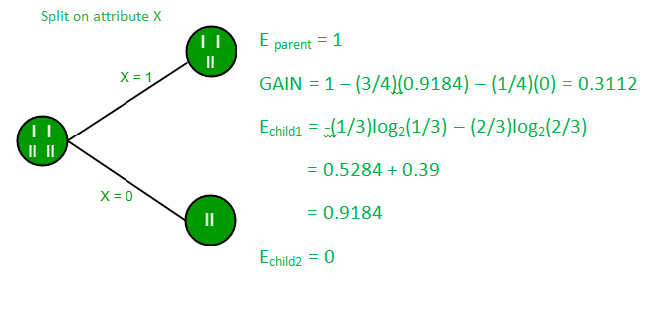 Split on attribute X
I I
II
X = 1
I I
II II
X = 0
II
E parent = 1
GAIN = 1 – (3/4)(0.9184) – (1/4)(0) = 0.3112
Echild1 = -(1/3)log2(1/3) – (2/3)log2(2/3)
= 0.5284 + 0.39
= 0.9184
Echild2 = 0